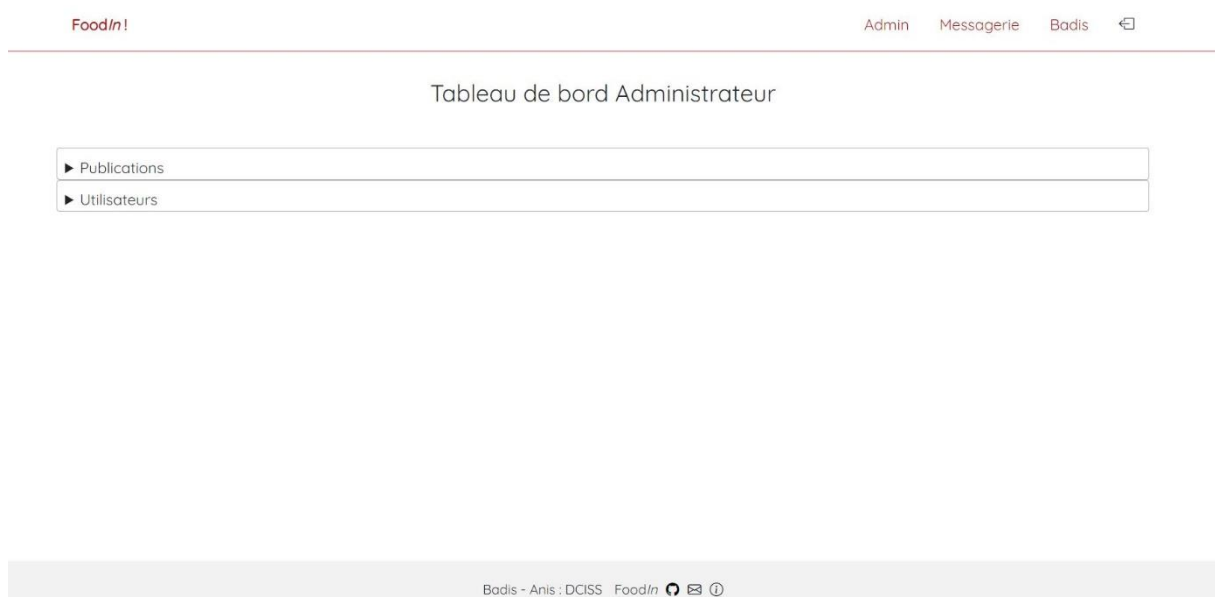 FoodIn! Admin Messagerie Badis
Tableau de bord Administrateur
Publications
Utilisateurs
Badis - Anis : DCISS FoodIn